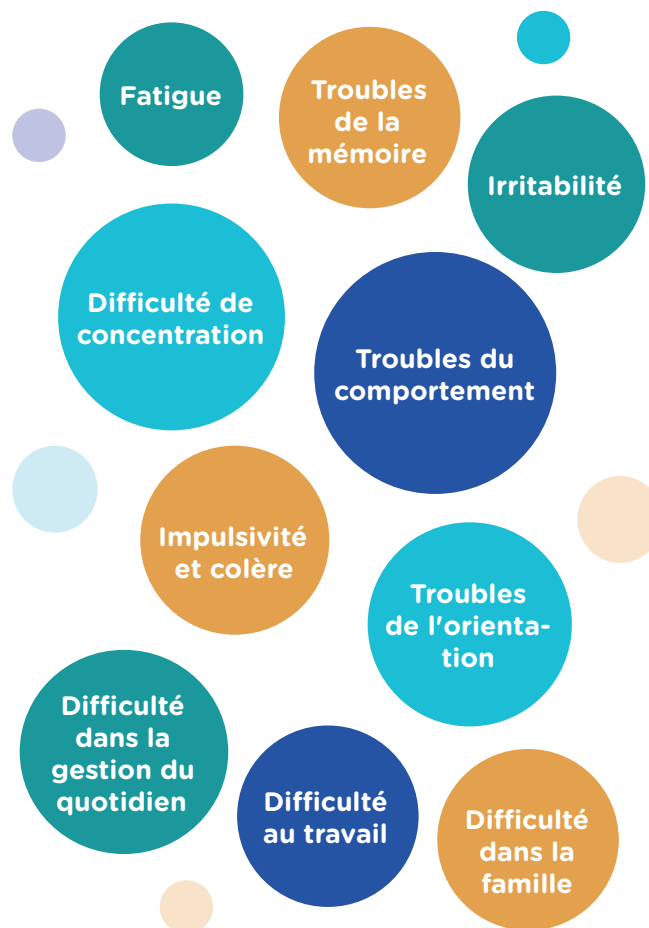 Fatigue
Troubles
de la
mémoire
Irritabilité
Difficulté de
concentration
Troubles du
comportement
Impulsivité
et colère
Troubles
de l'orienta-
tion
Difficulté
dans la
gestion du
quotidien
Difficulté
au travail
Difficulté
dans la
famille